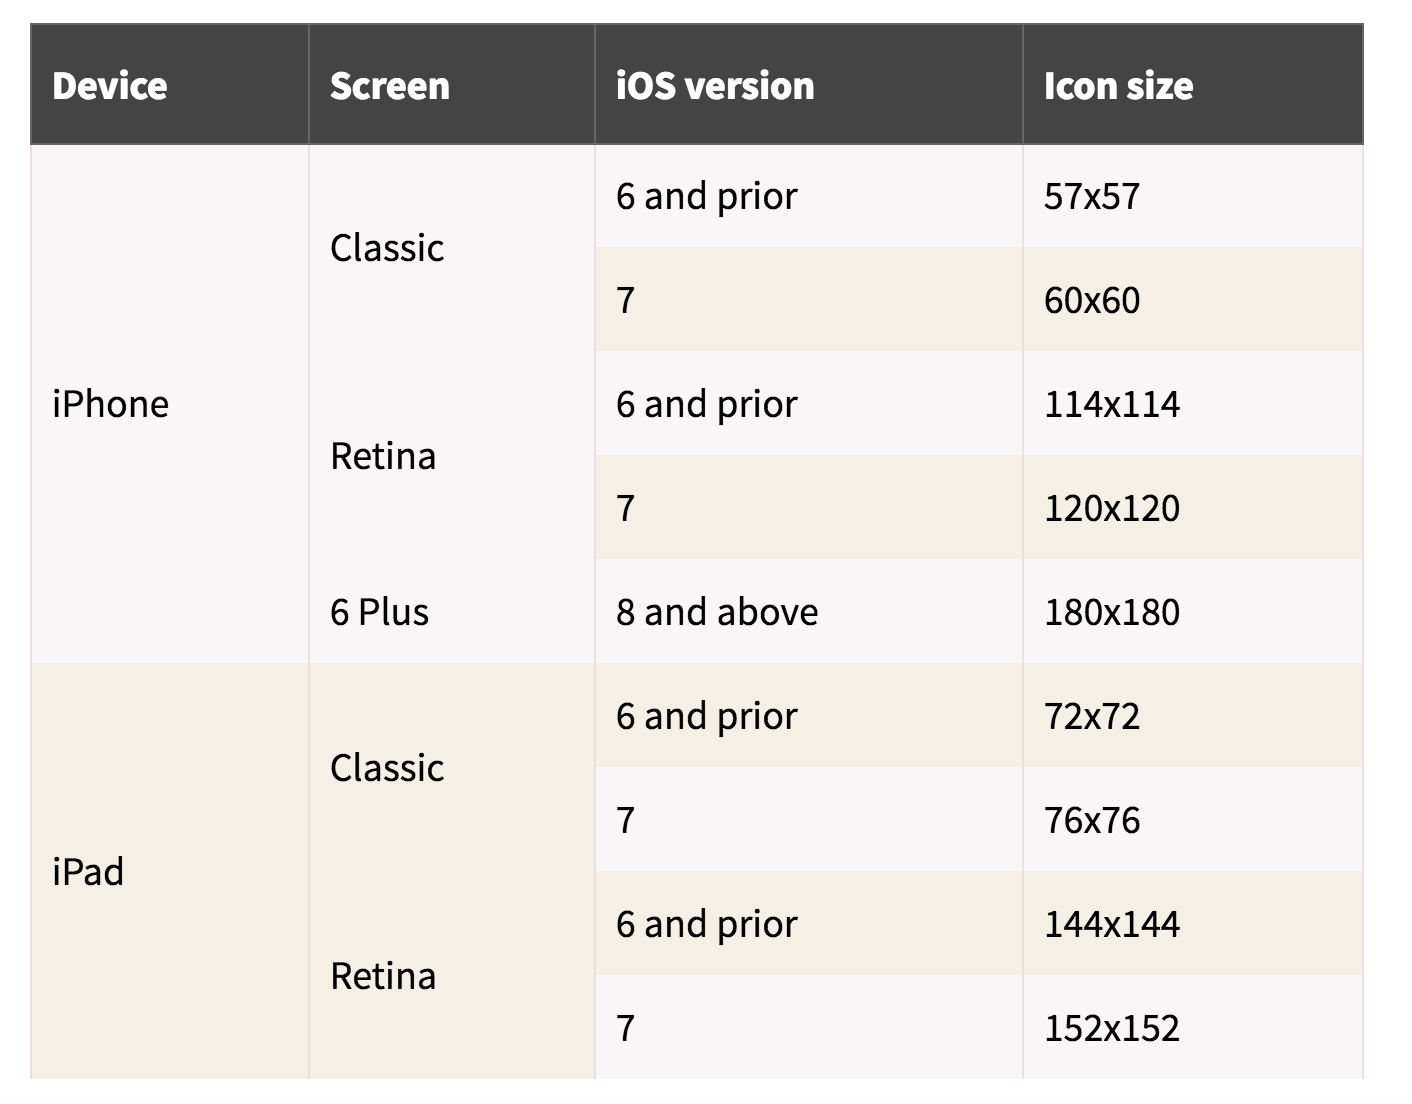 Device Screen iOS version Icon size
iPhone Classic 6 and prior 57x57
7 60x60
Retina 6 and prior 114x114
7 120x120
6 Plus 8 and above 180x180
iPad Classic 6 and prior 72x72
7 76x76
Retina 6 and prior 144x144
7 152x152